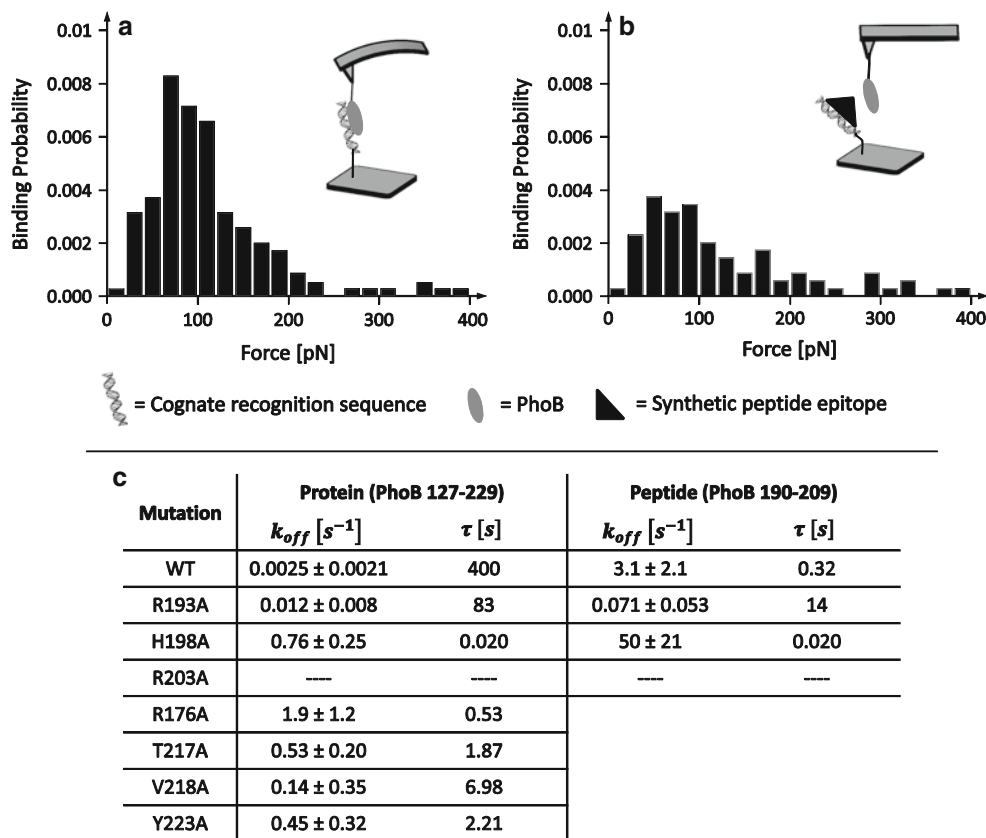 a
0.01
0.008
0.006
0.004
0.002
0.000
Binding Probability
0 100 200 300 400
Force [pN]
b
0.01
0.008
0.006
0.004
0.002
0.000
Binding Probability
0 100 200 300 400
Force [pN]
= Cognate recognition sequence = PhoB = Synthetic peptide epitope
c
Mutation Protein (PhoB 127-229) Peptide (PhoB 190-209)
k_off [s⁻¹] τ [s] k_off [s⁻¹] τ [s]
WT 0.0025 ± 0.0021 400 3.1 ± 2.1 0.32
R193A 0.012 ± 0.008 83 0.071 ± 0.053 14
H198A 0.76 ± 0.25 0.020 50 ± 21 0.020
R203A ---- ---- ---- ----
R176A 1.9 ± 1.2 0.53
T217A 0.53 ± 0.20 1.87
V218A 0.14 ± 0.35 6.98
Y223A 0.45 ± 0.32 2.21